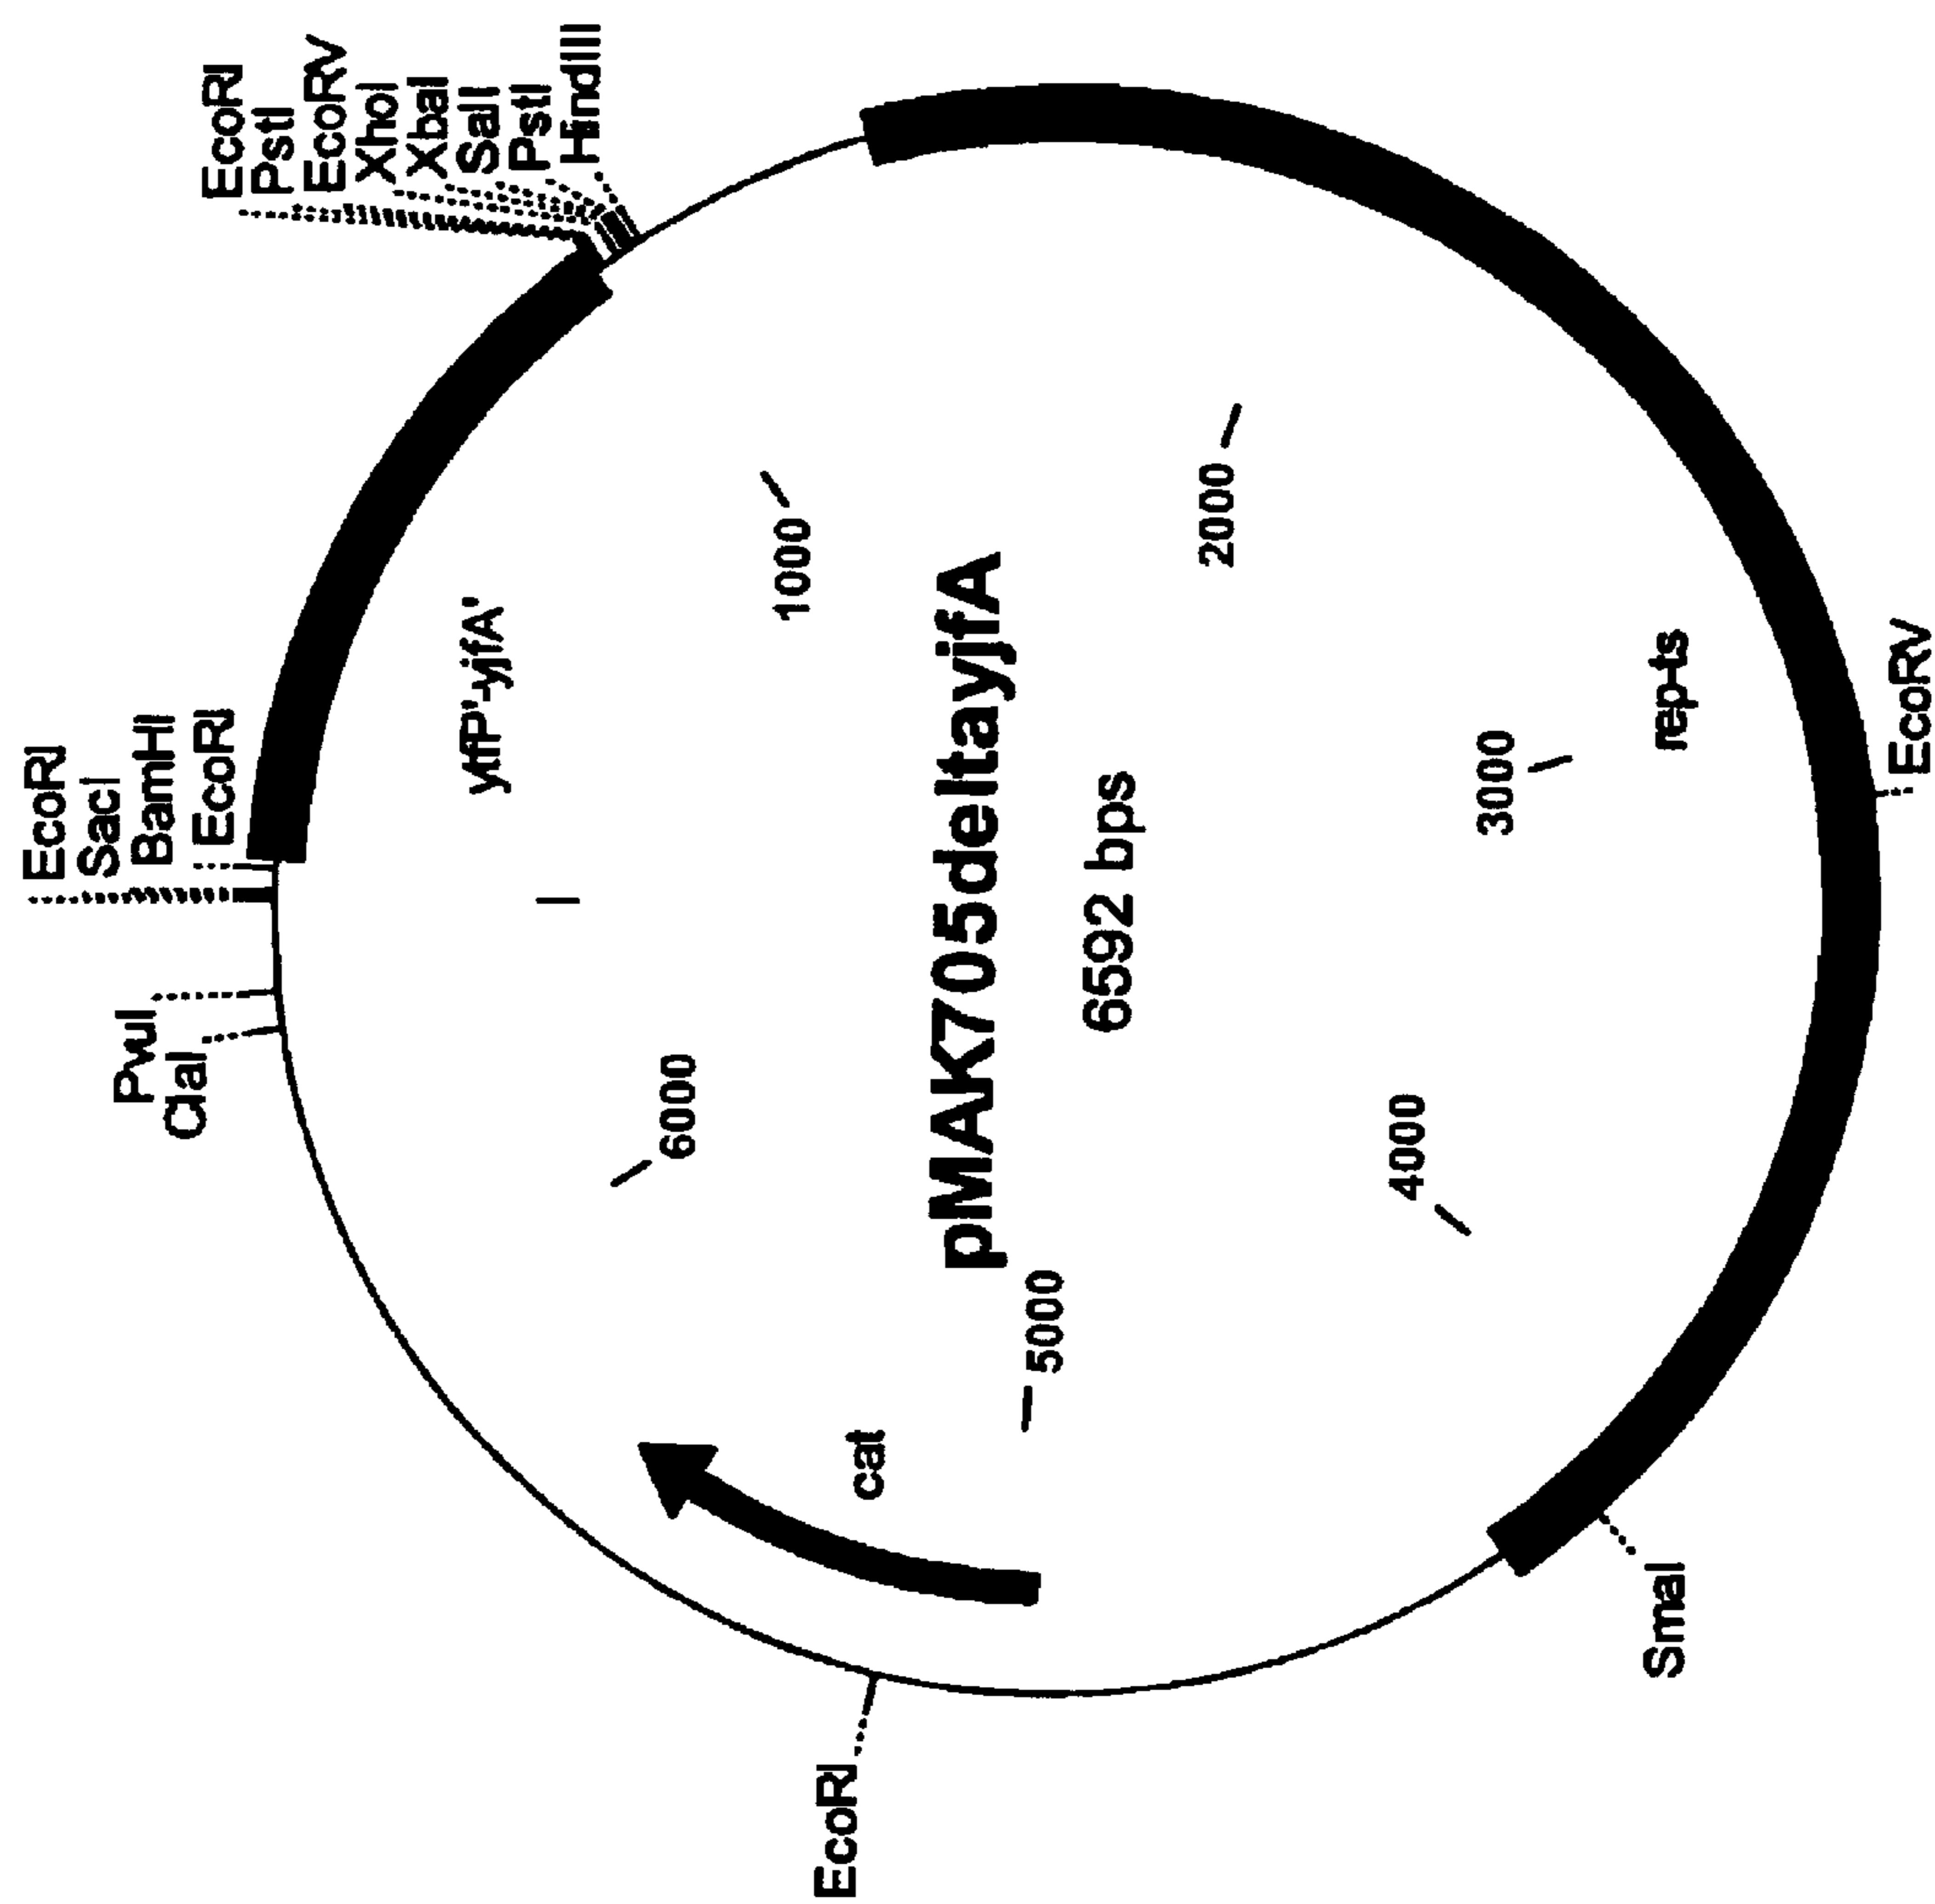 EcoRI
SacI
BamHI
EcoRI
PvuI
ClaI
EcoRI
PstI
EcoRV
XhoI
XbaI
SalI
PstI
HindIII
yjfP'-yjfA'
1000
2000
6000
pMAK705deltayjfA
6592 bps
cat
5000
4000
3000
rep-ts
EcoRV
SmaI
EcoRI